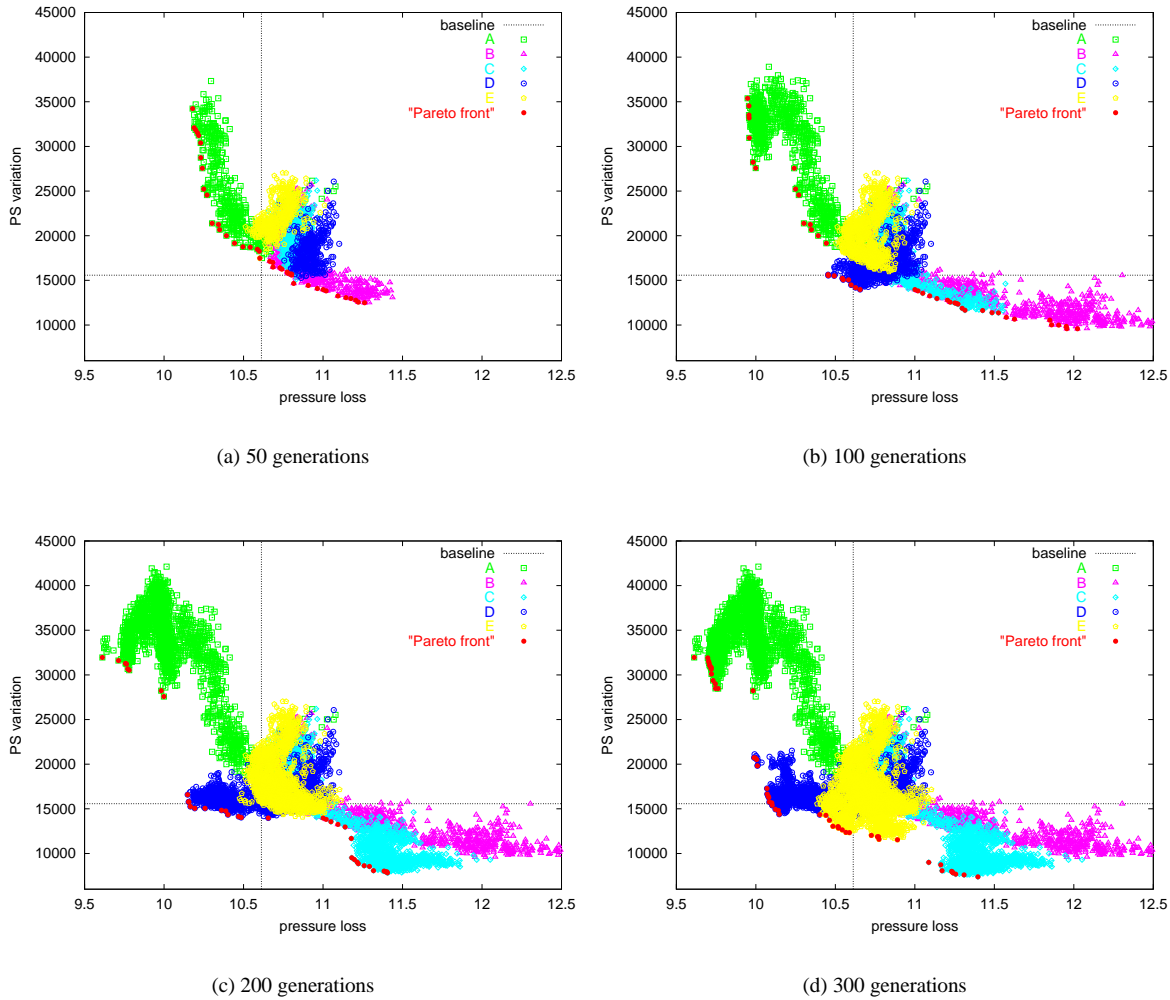 45000
40000
35000
30000
25000
20000
15000
10000
PS variation
9.5 10 10.5 11 11.5 12 12.5
pressure loss
baseline
A
B
C
D
E
"Pareto front"
(a) 50 generations
45000
40000
35000
30000
25000
20000
15000
10000
PS variation
9.5 10 10.5 11 11.5 12 12.5
pressure loss
baseline
A
B
C
D
E
"Pareto front"
(b) 100 generations
45000
40000
35000
30000
25000
20000
15000
10000
PS variation
9.5 10 10.5 11 11.5 12 12.5
pressure loss
baseline
A
B
C
D
E
"Pareto front"
(c) 200 generations
45000
40000
35000
30000
25000
20000
15000
10000
PS variation
9.5 10 10.5 11 11.5 12 12.5
pressure loss
baseline
A
B
C
D
E
"Pareto front"
(d) 300 generations